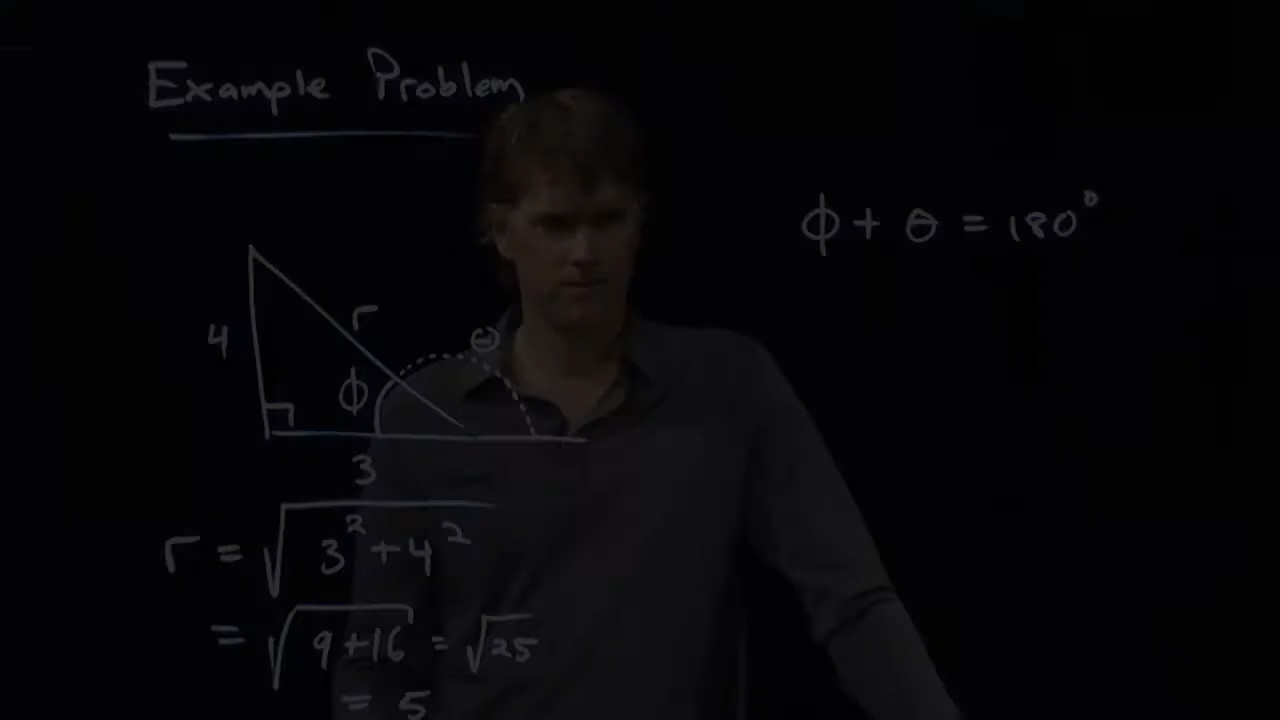 Example Problem
ϕ + θ = 180°
4
r
ϕ
θ
3
r = √(3² + 4²)
= √(9 + 16) = √25
= 5